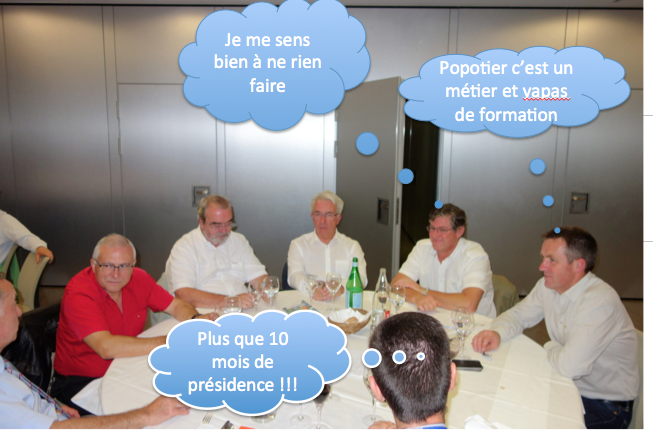 Je me sens
bien à ne rien
faire
Popotier c’est un
métier et yapas
de formation
Plus que 10
mois de
présidence !!!